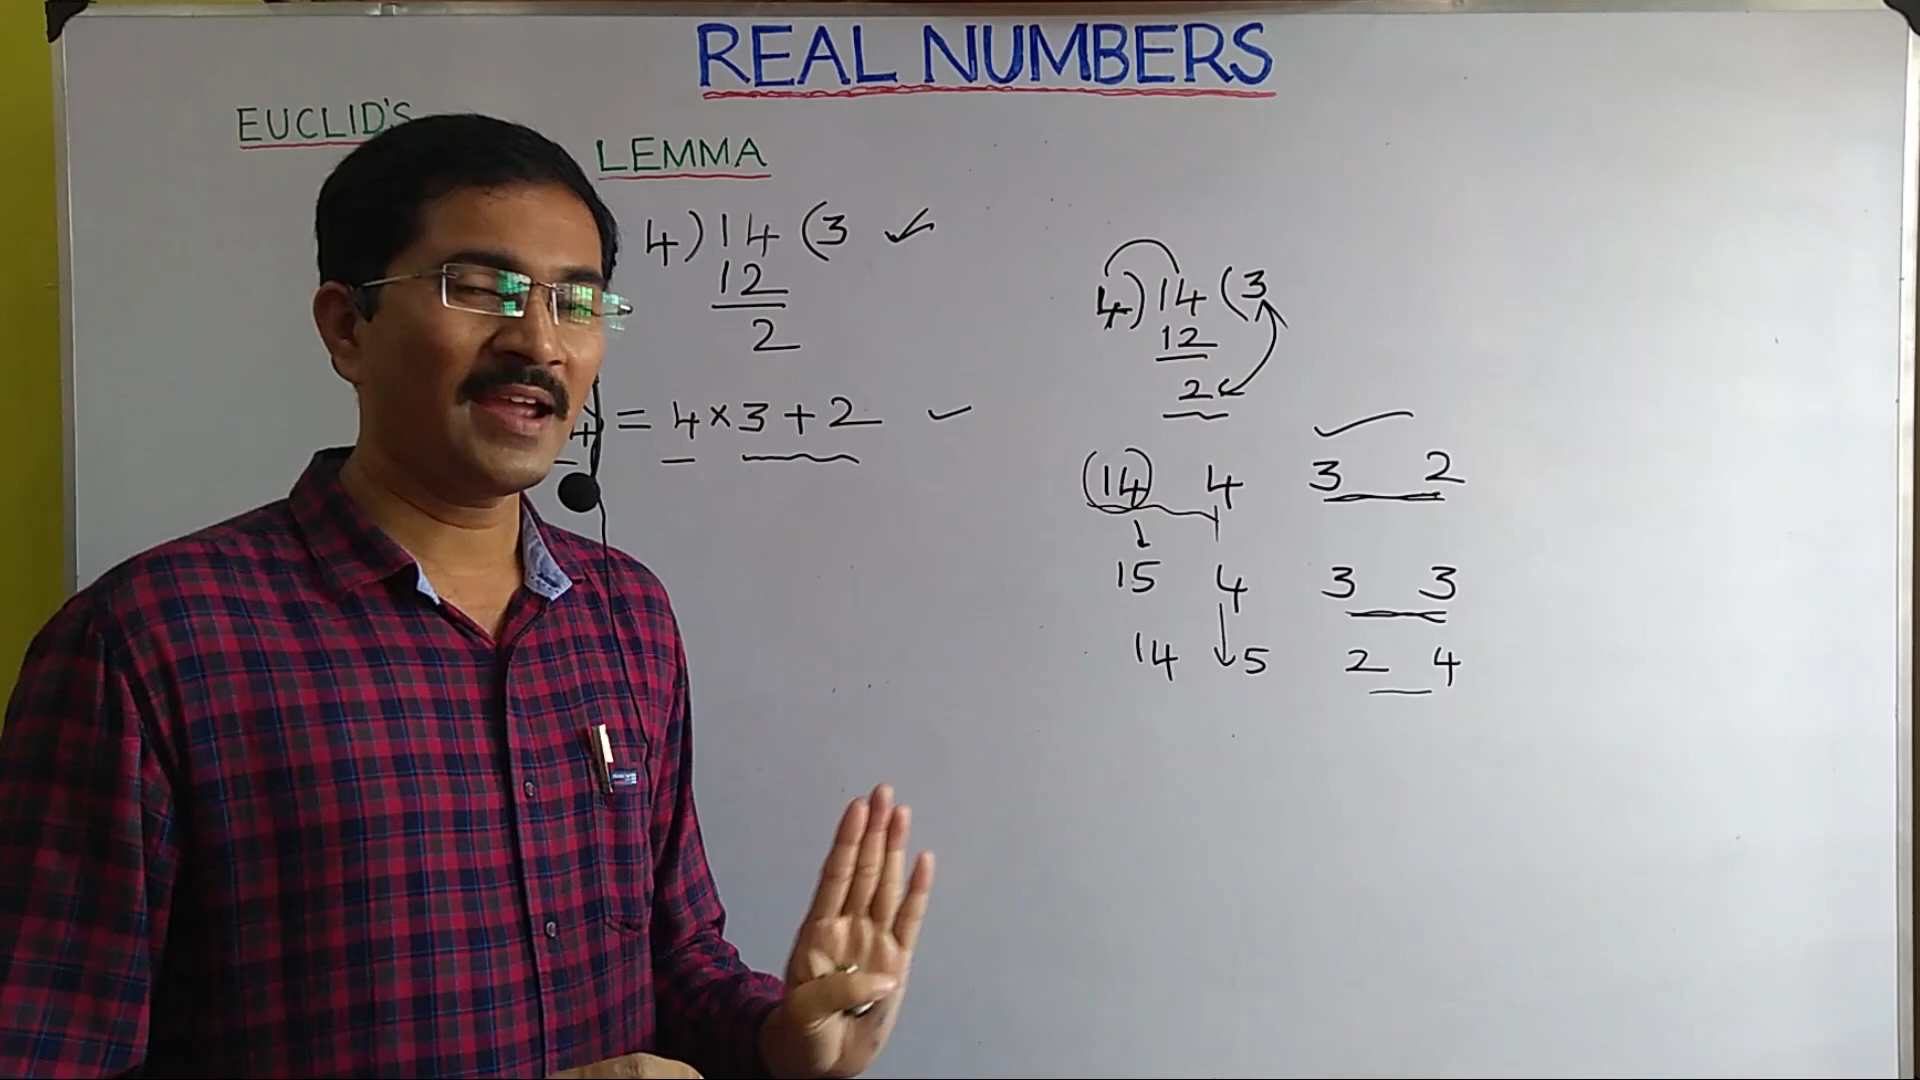 REAL NUMBERS
EUCLID'S
LEMMA
4)14(3 ✓
12
2
4 = 4×3+2 ✓
4)14(3
12
2
(14) 4 3 2
15 4 3 3
14 5 2 4